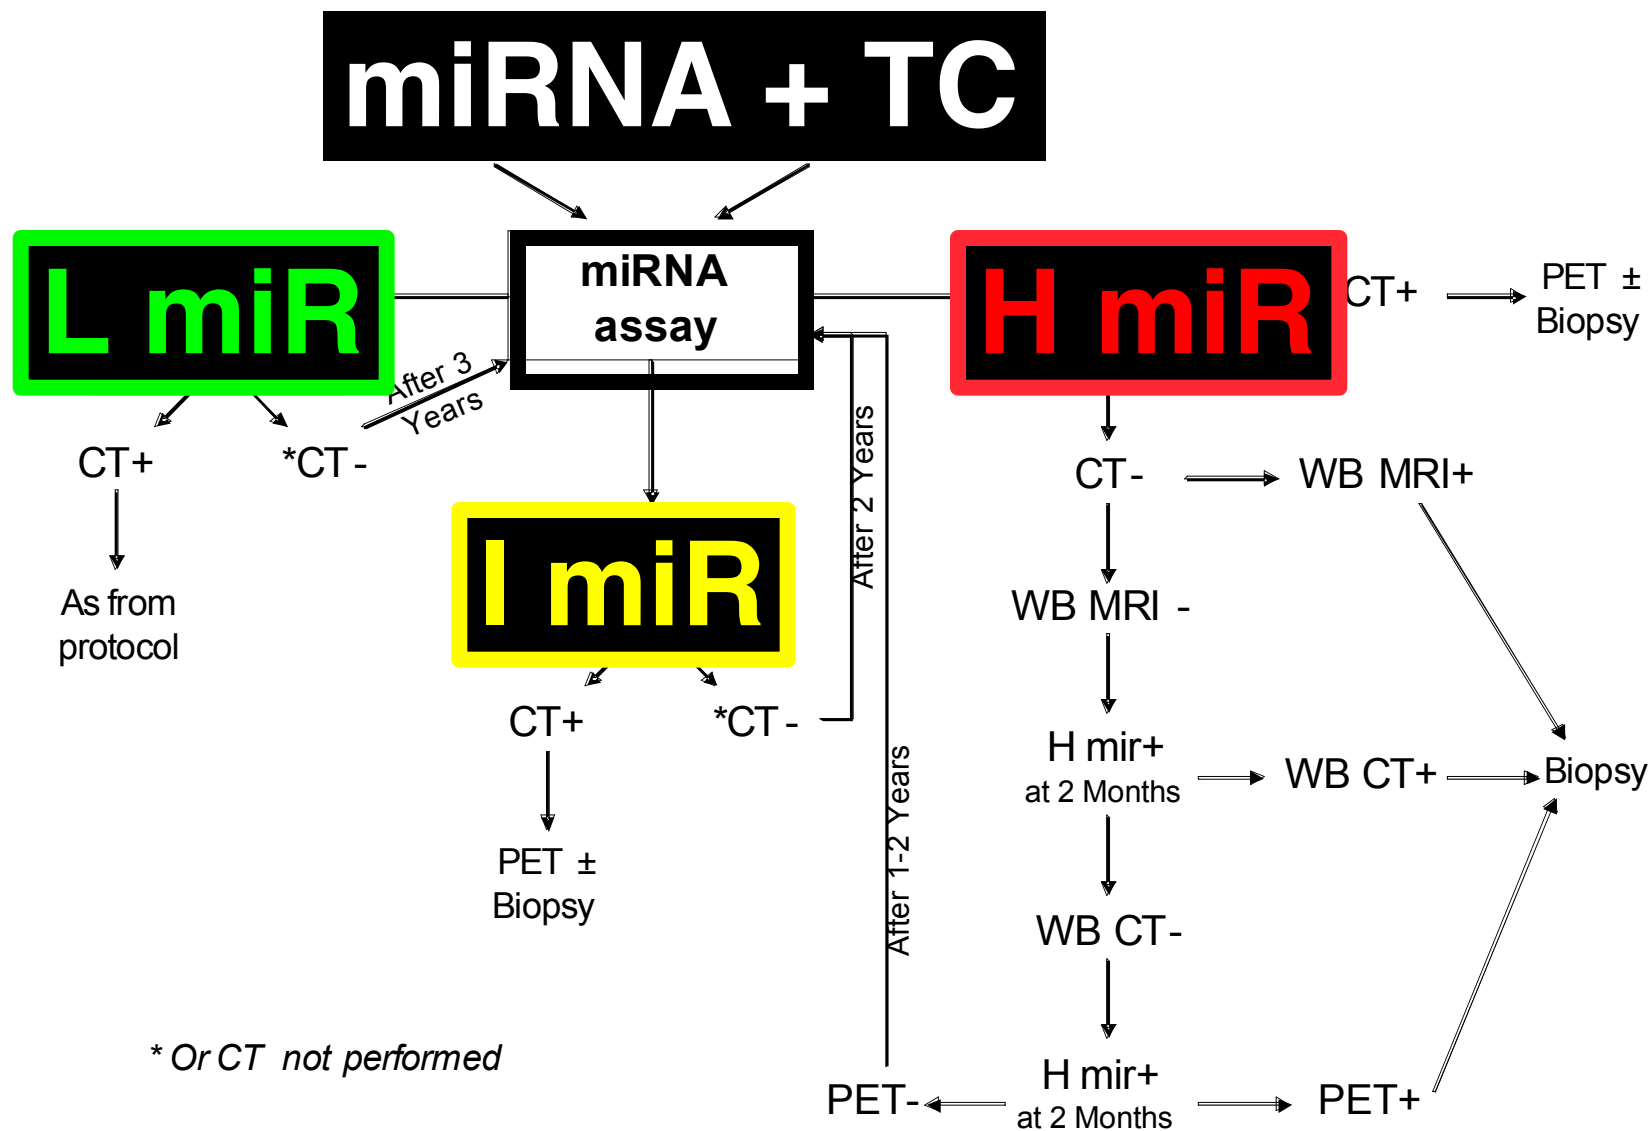 miRNA + TC
L miR
miRNA
assay
H miR
CT+
PET ±
Biopsy
After 3
Years
CT+
*CT -
As from
protocol
I miR
CT+
*CT -
PET ±
Biopsy
After 2 Years
After 1-2 Years
CT -
WB MRI+
WB MRI -
H mir+
at 2 Months
WB CT+
Biopsy
WB CT -
H mir+
at 2 Months
PET-
PET+
* Or CT not performed